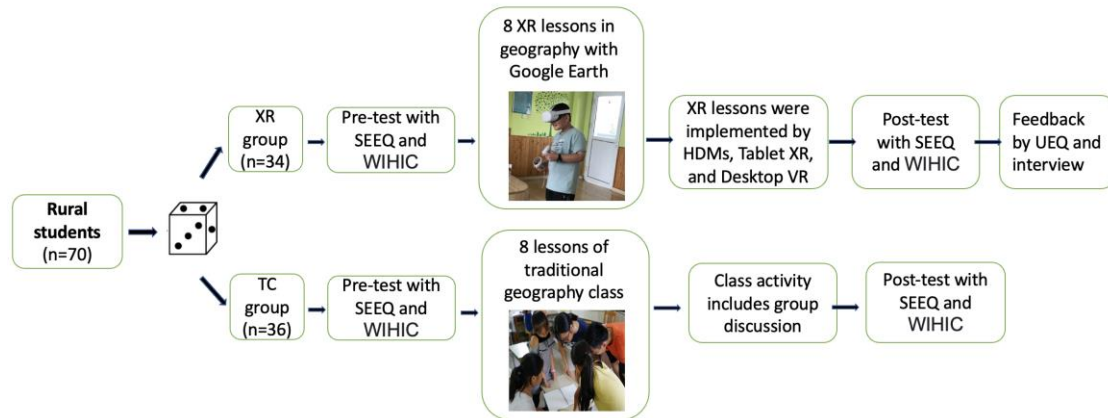 Rural
students
(n=70)
XR
group
(n=34)
Pre-test with
SEEQ and
WIHIC
8 XR lessons in
geography with
Google Earth
XR lessons were
implemented by
HDMs, Tablet XR,
and Desktop VR
Post-test
with SEEQ
and WIHIC
Feedback
by UEQ and
interview
TC
group
(n=36)
Pre-test with
SEEQ and
WIHIC
8 lessons of
traditional
geography class
Class activity
includes group
discussion
Post-test with
SEEQ and
WIHIC